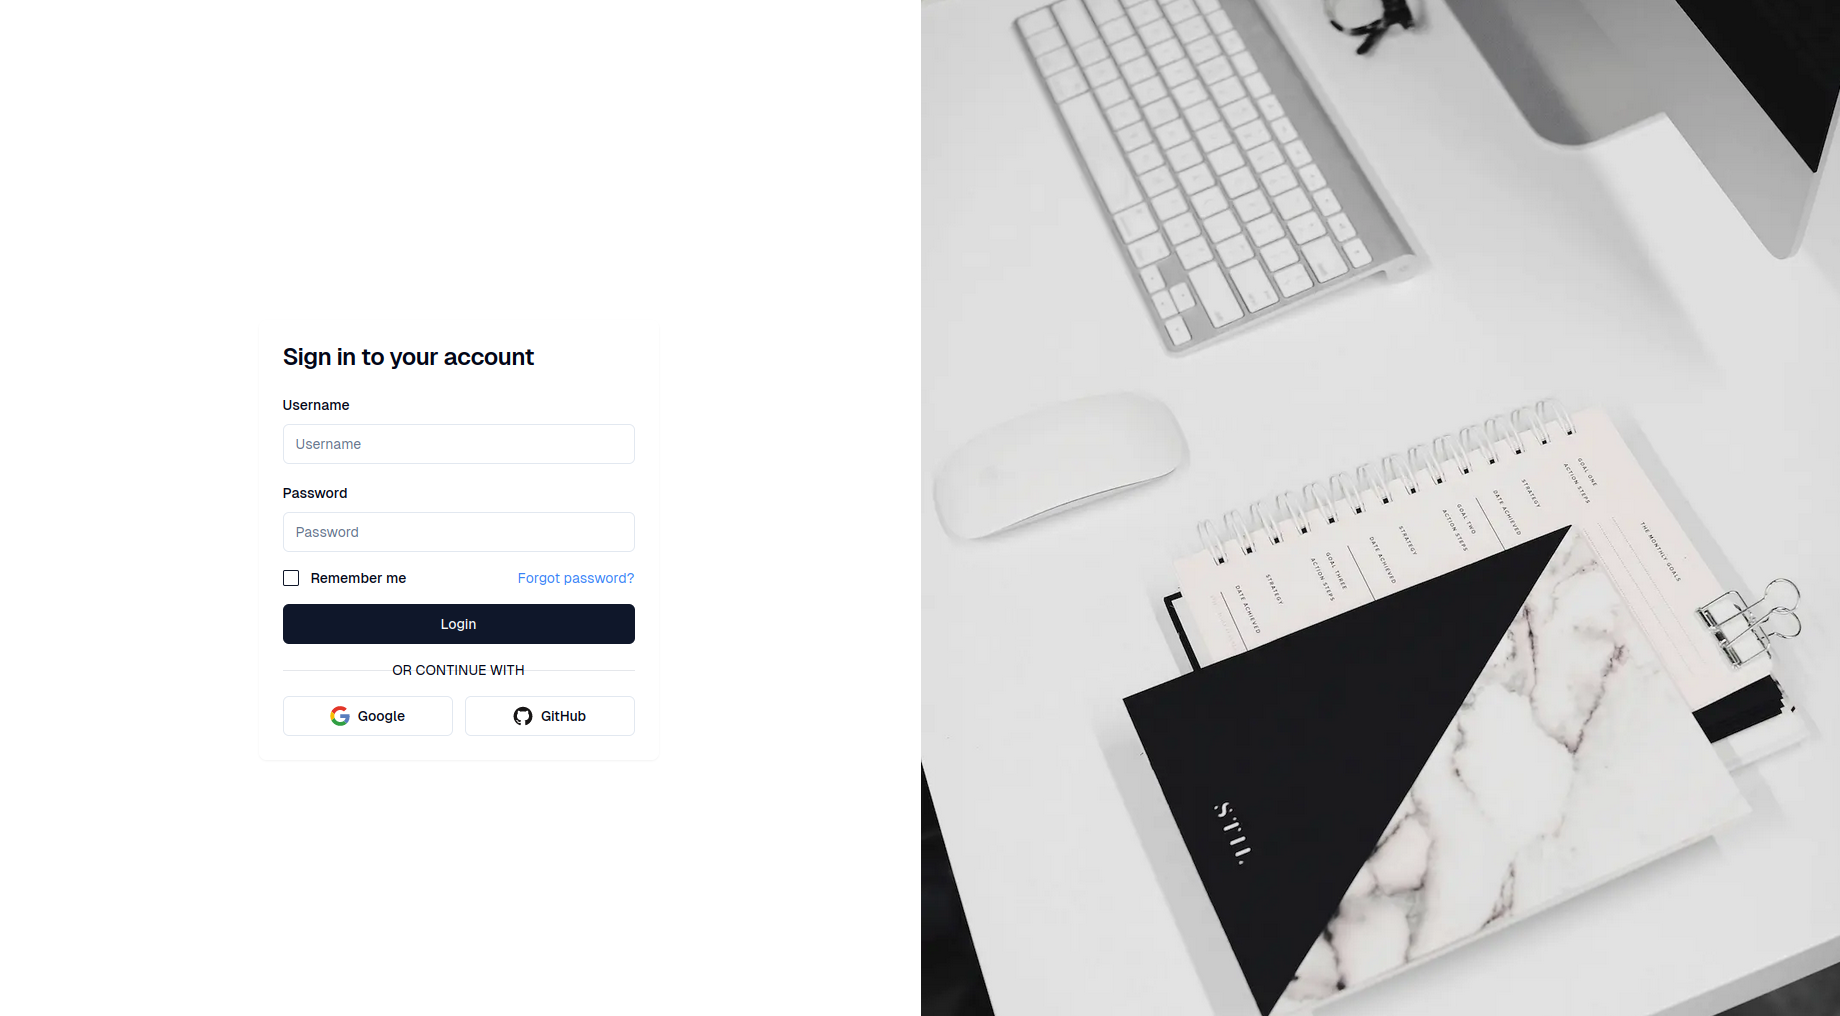 Sign in to your account
Username
Username
Password
Password
Remember me
Forgot password?
Login
OR CONTINUE WITH
Google
GitHub
GOAL ONE
ACTION STEPS
STRATEGY
DATE ACHIEVED
GOAL TWO
ACTION STEPS
STRATEGY
DATE ACHIEVED
GOAL THREE
ACTION STEPS
STRATEGY
DATE ACHIEVED
THE MONTHLY GOALS